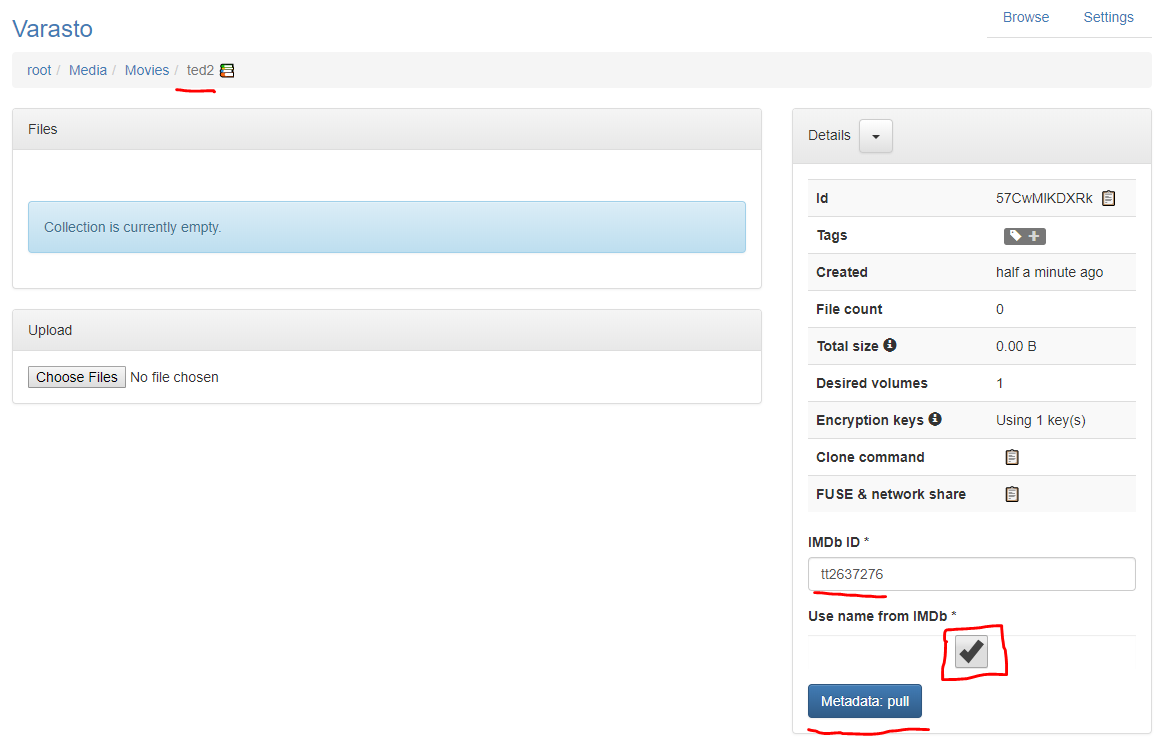 Varasto
Browse Settings
root / Media / Movies / ted2
Files
Collection is currently empty.
Upload
Choose Files No file chosen
Details
Id 57CwMlKDXRk
Tags
Created half a minute ago
File count 0
Total size 0.00 B
Desired volumes 1
Encryption keys Using 1 key(s)
Clone command
FUSE & network share
IMDb ID *
tt2637276
Use name from IMDb *
Metadata: pull